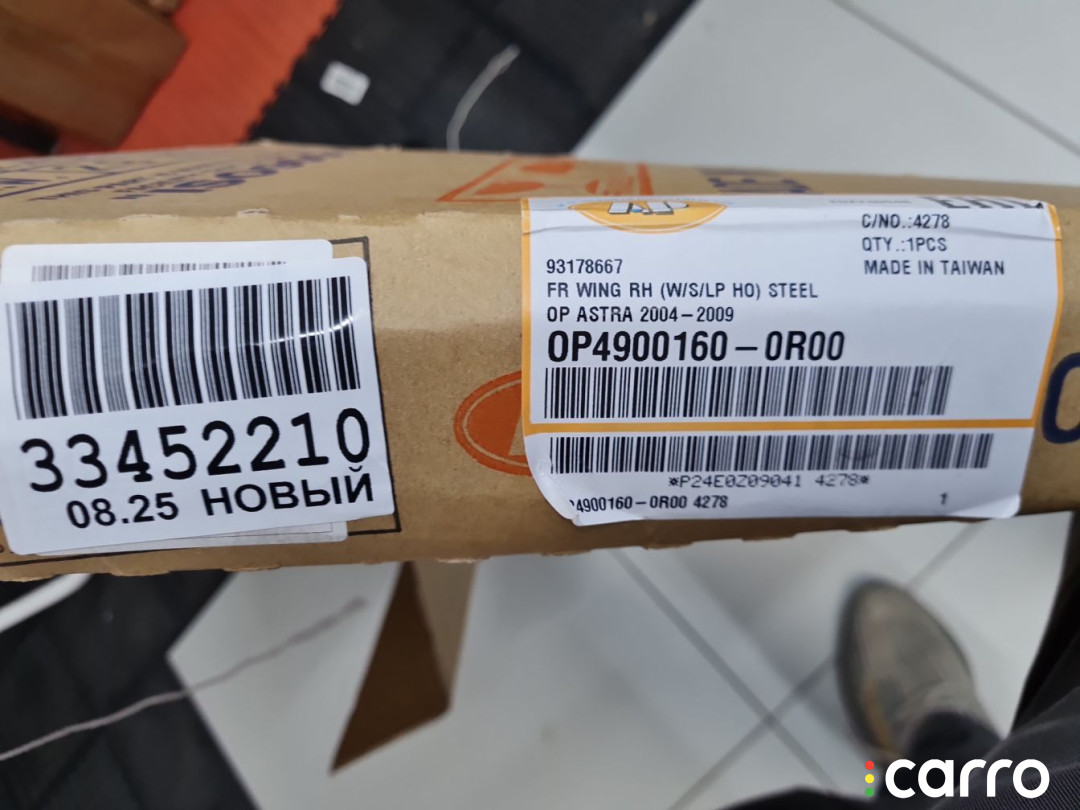 33452210
08.25 НОВЫЙ
C/NO.:4278
QTY.:1PCS
MADE IN TAIWAN
93178667
FR WING RH (W/S/LP HO) STEEL
OP ASTRA 2004-2009
OP4900160-0R00
*P24E0Z09041 4278*
4900160-0R00 4278
1
carro